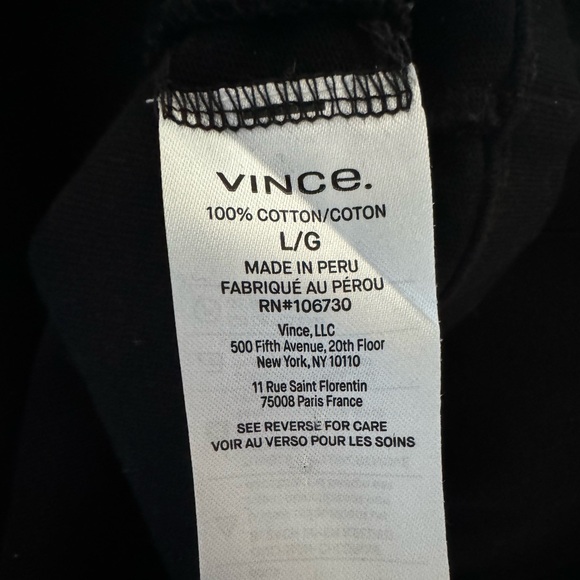 VINCe.
100% COTTON/COTON
L/G
MADE IN PERU
FABRIQUÉ AU PÉROU
RN#106730
Vince, LLC
500 Fifth Avenue, 20th Floor
New York, NY 10110
11 Rue Saint Florentin
75008 Paris France
SEE REVERSE FOR CARE
VOIR AU VERSO POUR LES SOINS